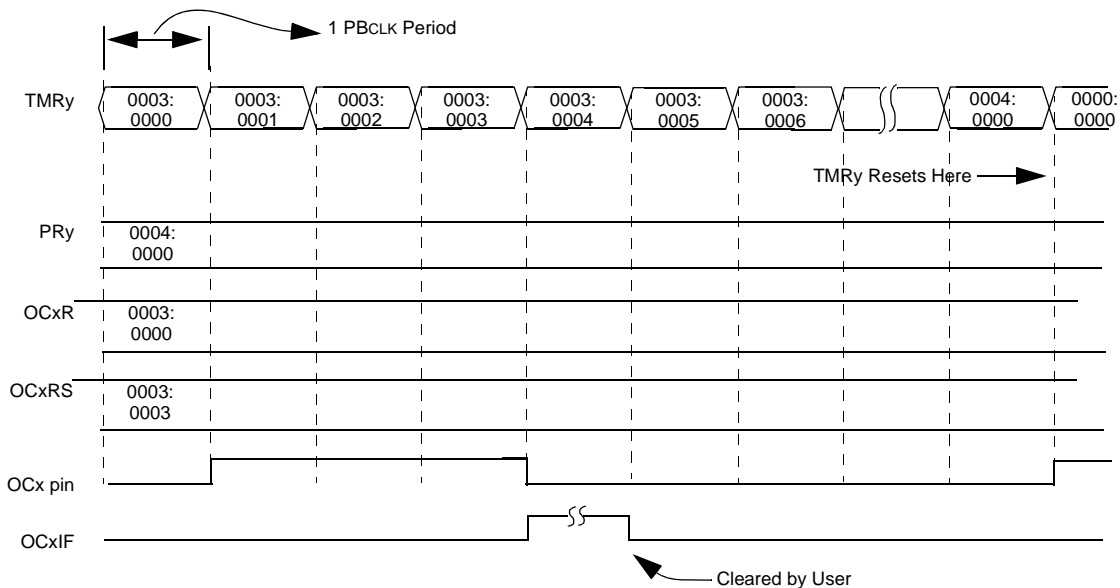 1 PBCLK Period
TMRy
0003:
0000
0003:
0001
0003:
0002
0003:
0003
0003:
0004
0003:
0005
0003:
0006
0004:
0000
0000:
0000
TMRy Resets Here
PRy
0004:
0000
OCxR
0003:
0000
OCxRS
0003:
0003
OCx pin
OCxIF
Cleared by User